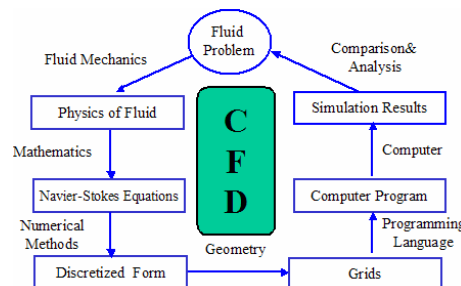 Fluid
Problem
Fluid Mechanics
Comparison&
Analysis
Physics of Fluid
C
F
D
Simulation Results
Mathematics
Computer
Navier-Stokes Equations
Computer Program
Numerical
Methods
Programming
Language
Geometry
Discretized Form
Grids